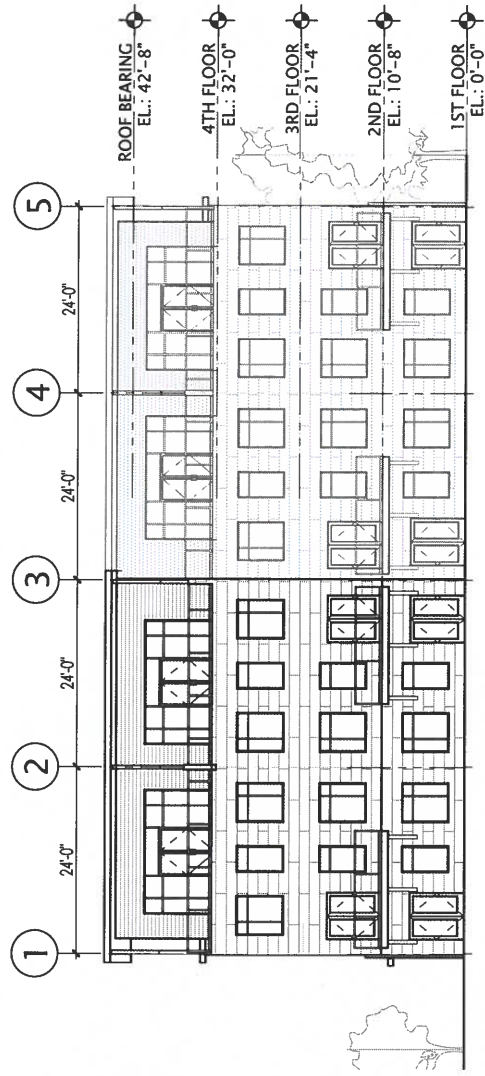 1
2
3
4
5
24'-0"
24'-0"
24'-0"
24'-0"
ROOF BEARING
EL.: 42'-8"
4TH FLOOR
EL.: 32'-0"
3RD FLOOR
EL.: 21'-4"
2ND FLOOR
EL.: 10'-8"
1ST FLOOR
EL.: 0'-0"